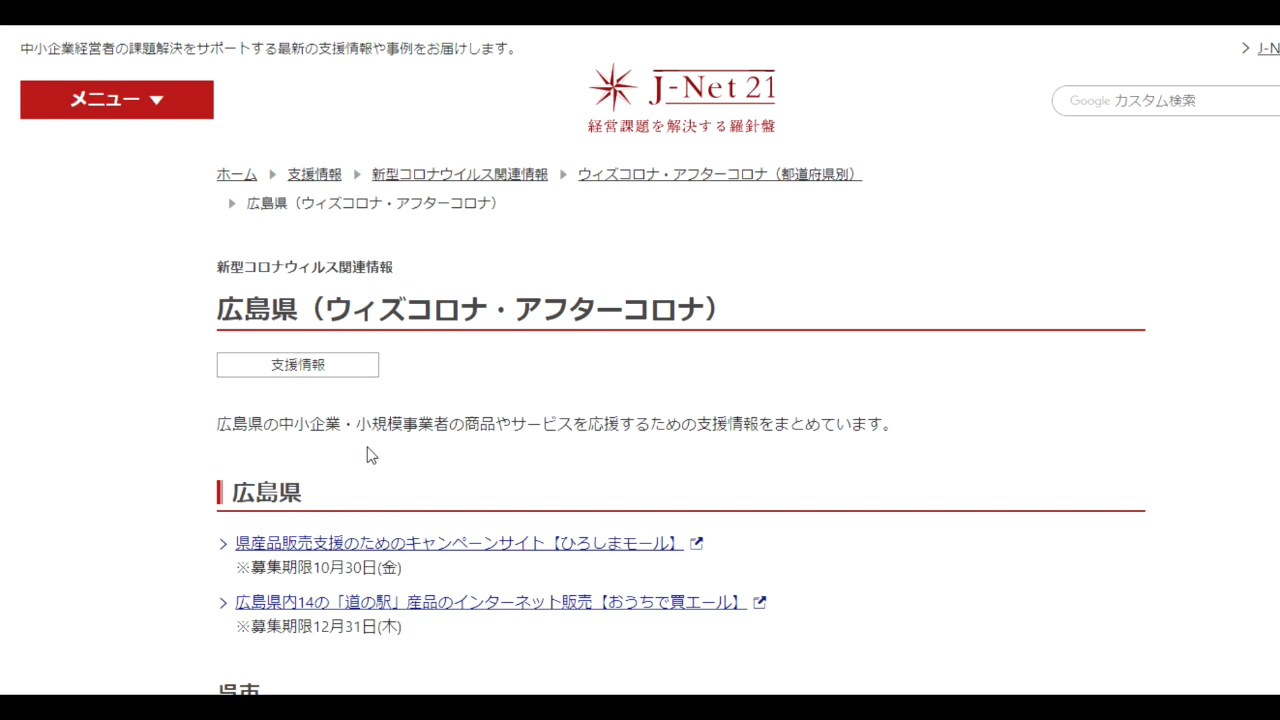 中小企業経営者の課題解決をサポートする最新の支援情報や事例をお届けします。
J-N
メニュー
J-Net 21
経営課題を解決する羅針盤
Google カスタム検索
ホーム 支援情報 新型コロナウイルス関連情報 ウィズコロナ・アフターコロナ（都道府県別）
広島県（ウィズコロナ・アフターコロナ）
新型コロナウィルス関連情報
広島県（ウィズコロナ・アフターコロナ）
支援情報
広島県の中小企業・小規模事業者の商品やサービスを応援するための支援情報をまとめています。
広島県
県産品販売支援のためのキャンペーンサイト【ひろしまモール】
※募集期限10月30日(金)
広島県内14の「道の駅」産品のインターネット販売【おうちで買エール】
※募集期限12月31日(木)
呉市